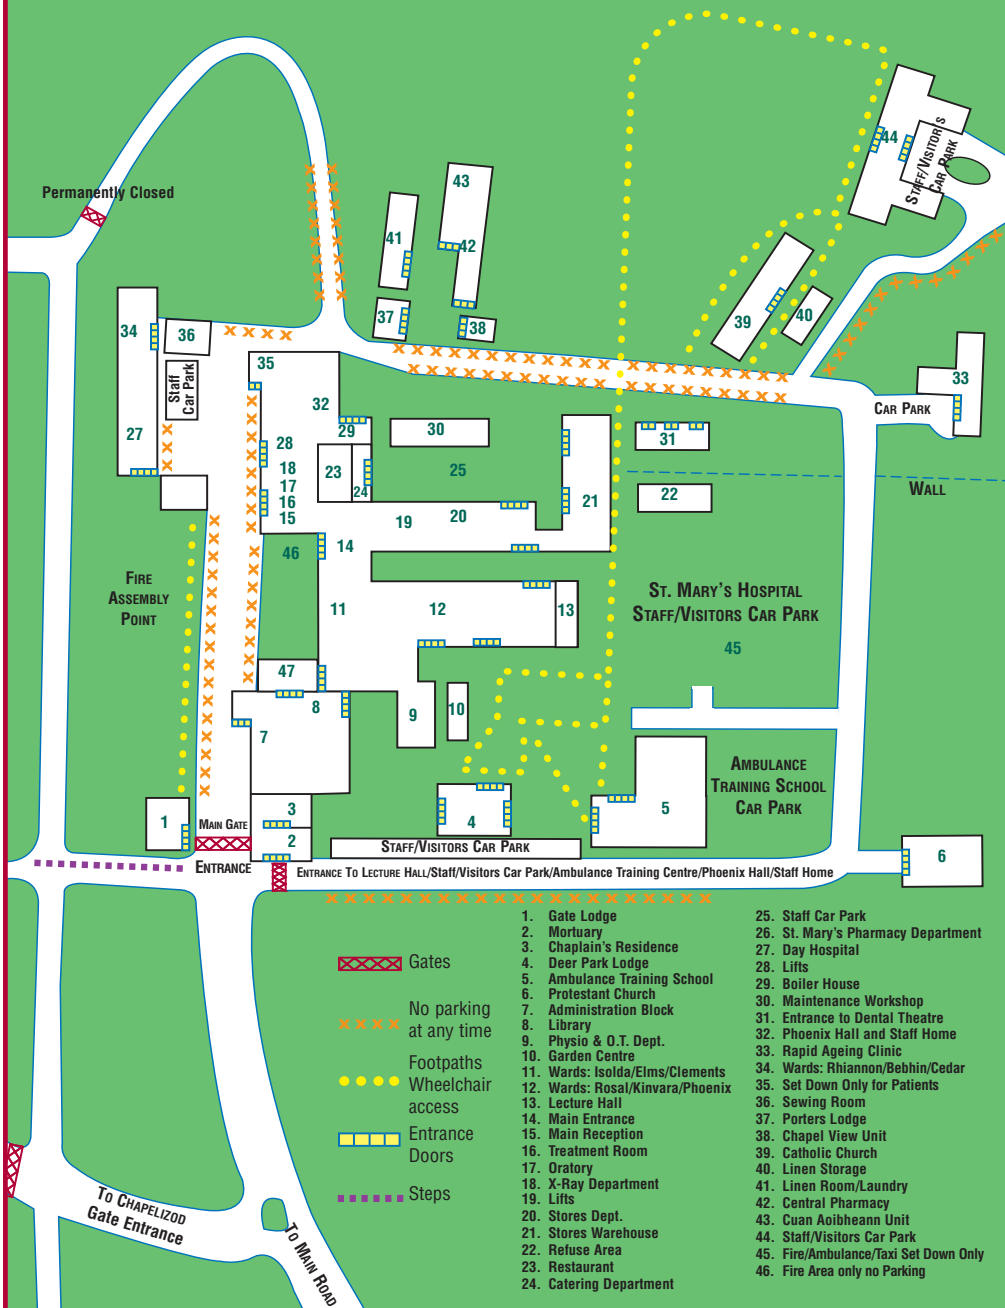 44
STAFF/VISITOR'S
CAR PARK
Permanently Closed
43
41
42
37
38
39
40
34
36
35
Staff
Car Park
33
32
CAR PARK
27
29
30
31
28
23
25
18
17
24
16
15
19
20
21
22
WALL
46
14
FIRE
ASSEMBLY
POINT
11
12
13
ST. MARY'S HOSPITAL
STAFF/VISITORS CAR PARK
45
47
8
9
10
7
AMBULANCE
TRAINING SCHOOL
CAR PARK
1
MAIN GATE
3
4
5
2
STAFF/VISITORS CAR PARK
6
ENTRANCE
ENTRANCE TO LECTURE HALL/STAFF/VISITORS CAR PARK/AMBULANCE TRAINING CENTRE/PHOENIX HALL/STAFF HOME
Gates
No parking
at any time
Footpaths
Wheelchair
access
Entrance
Doors
Steps
TO CHAPELIZOD
GATE ENTRANCE
TO MAIN ROAD
1. Gate Lodge
2. Mortuary
3. Chaplain's Residence
4. Deer Park Lodge
5. Ambulance Training School
6. Protestant Church
7. Administration Block
8. Library
9. Physio & O.T. Dept.
10. Garden Centre
11. Wards: Isolda/Elms/Clements
12. Wards: Rosal/Kinvara/Phoenix
13. Lecture Hall
14. Main Entrance
15. Main Reception
16. Treatment Room
17. Oratory
18. X-Ray Department
19. Lifts
20. Stores Dept.
21. Stores Warehouse
22. Refuse Area
23. Restaurant
24. Catering Department
25. Staff Car Park
26. St. Mary's Pharmacy Department
27. Day Hospital
28. Lifts
29. Boiler House
30. Maintenance Workshop
31. Entrance to Dental Theatre
32. Phoenix Hall and Staff Home
33. Rapid Ageing Clinic
34. Wards: Rhiannon/Bebhin/Cedar
35. Set Down Only for Patients
36. Sewing Room
37. Porters Lodge
38. Chapel View Unit
39. Catholic Church
40. Linen Storage
41. Linen Room/Laundry
42. Central Pharmacy
43. Cuan Aoibheann Unit
44. Staff/Visitors Car Park
45. Fire/Ambulance/Taxi Set Down Only
46. Fire Area only no Parking